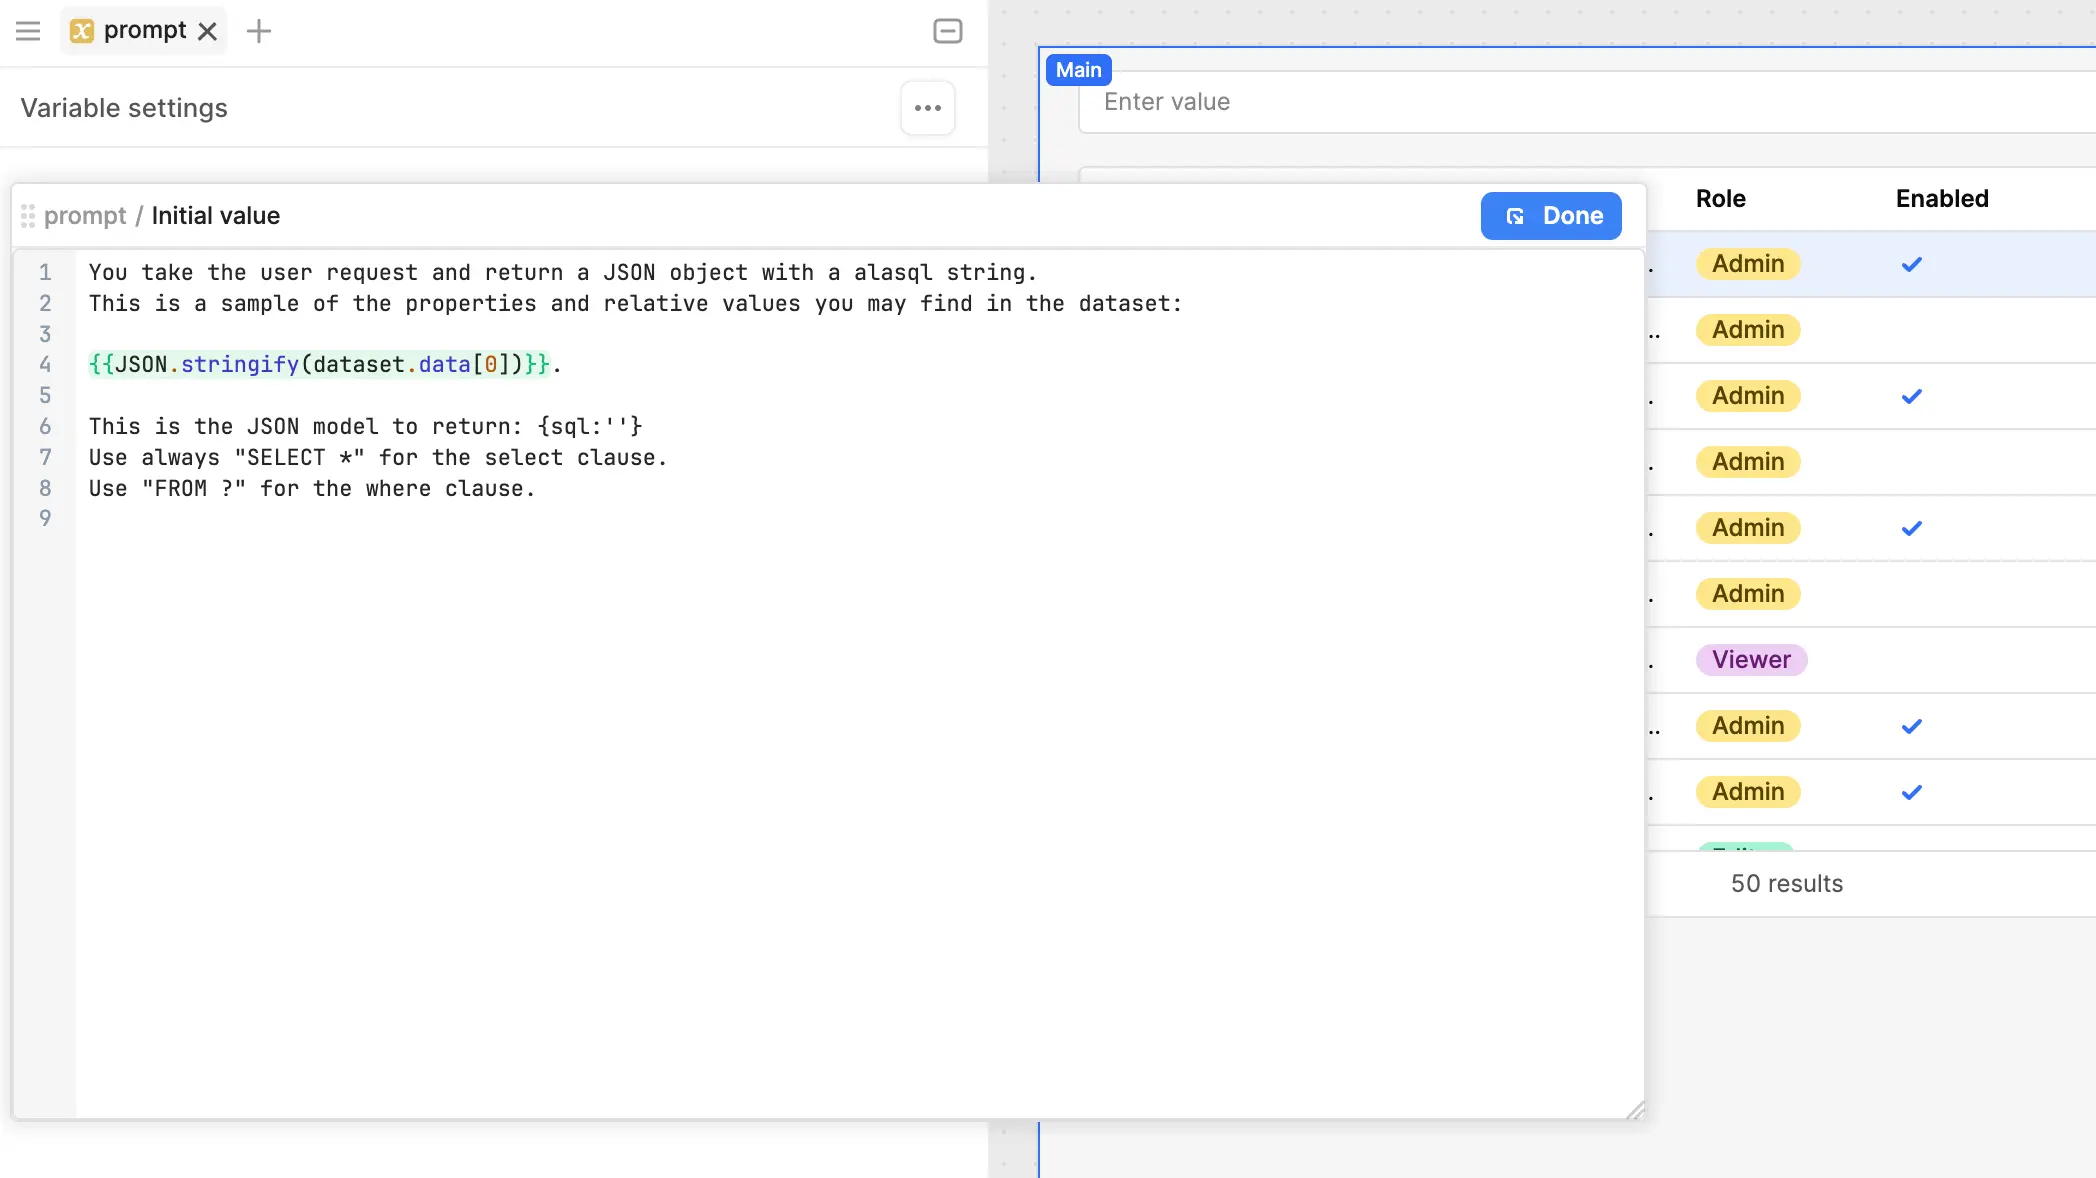 prompt
Variable settings
Main
Enter value
prompt / Initial value
Done
1 You take the user request and return a JSON object with a alasql string.
2 This is a sample of the properties and relative values you may find in the dataset:
3
4 {{JSON.stringify(dataset.data[0])}}.
5
6 This is the JSON model to return: {sql:''}
7 Use always "SELECT *" for the select clause.
8 Use "FROM ?" for the where clause.
9
Role Enabled
. Admin
.. Admin
. Admin
. Admin
. Admin
. Admin
. Viewer
.. Admin
. Admin
50 results